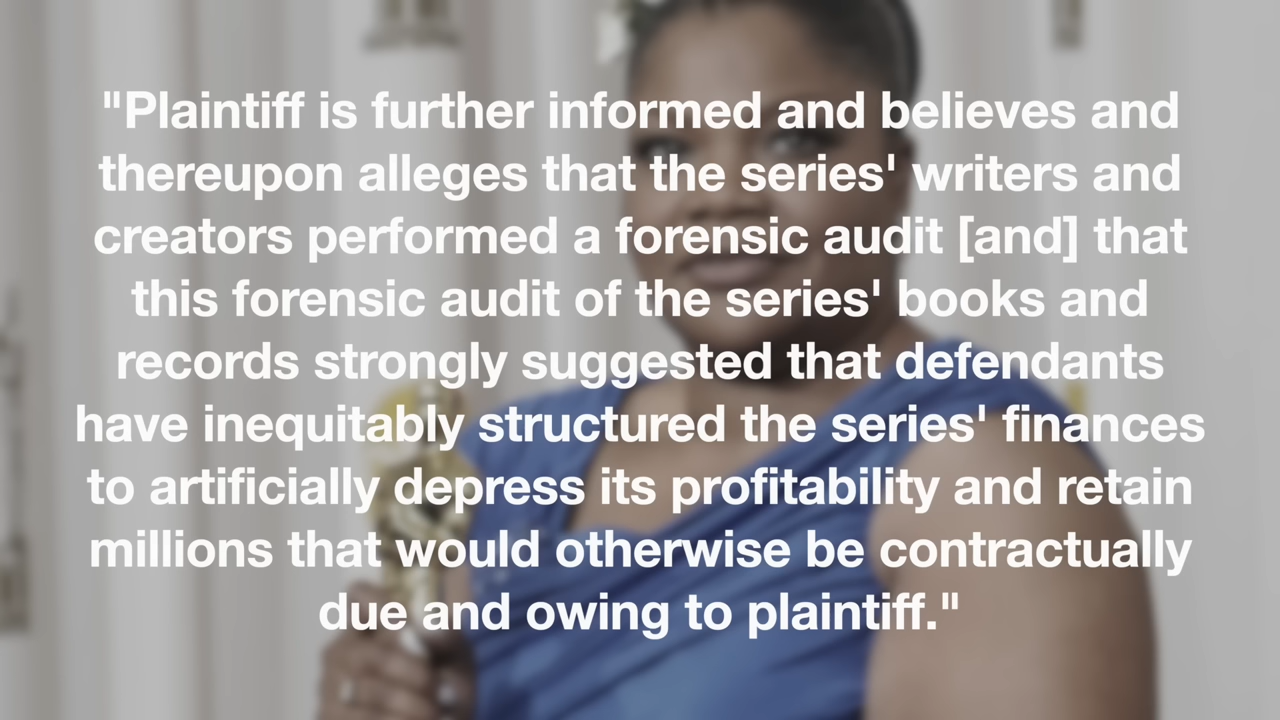 "Plaintiff is further informed and believes and
thereupon alleges that the series' writers and
creators performed a forensic audit [and] that
this forensic audit of the series' books and
records strongly suggested that defendants
have inequitably structured the series' finances
to artificially depress its profitability and retain
millions that would otherwise be contractually
due and owing to plaintiff."